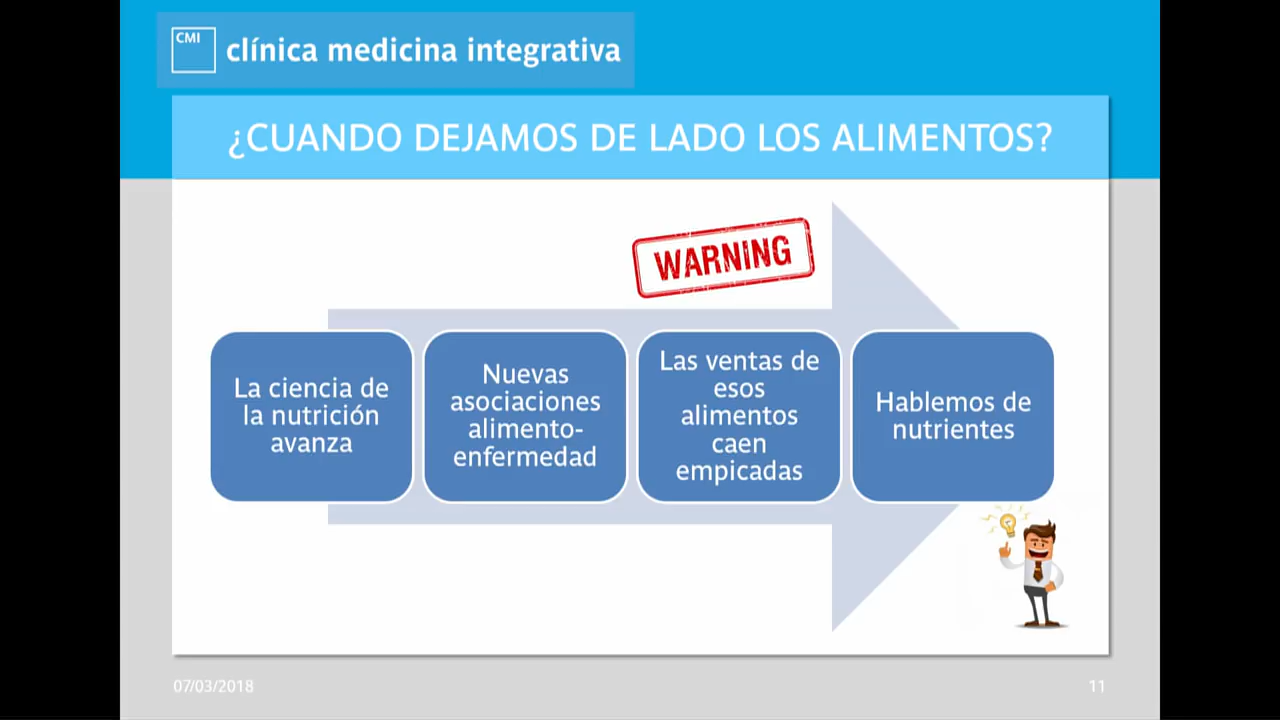 CMI
clínica medicina integrativa
¿CUANDO DEJAMOS DE LADO LOS ALIMENTOS?
WARNING
La ciencia de
la nutrición
avanza
Nuevas
asociaciones
alimento-
enfermedad
Las ventas de
esos
alimentos
caen
empicadas
Hablemos de
nutrientes
07/03/2018
11